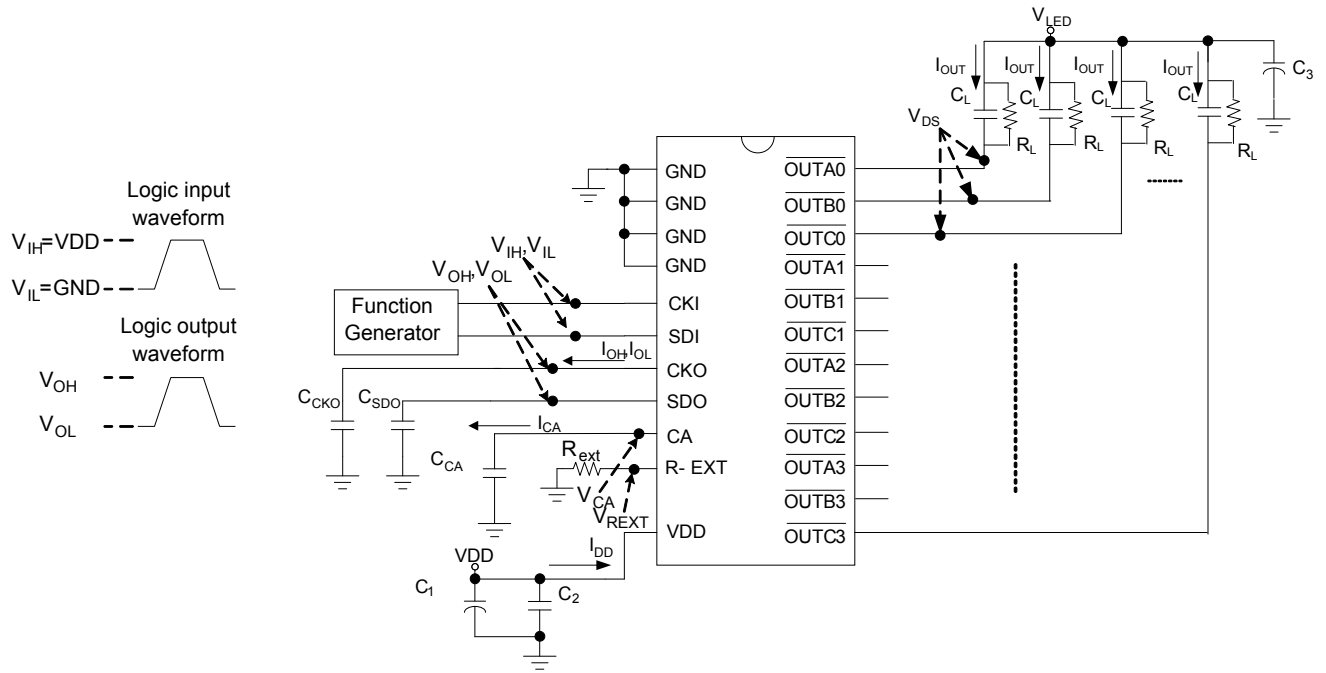 V_LED
I_OUT I_OUT I_OUT I_OUT
C_3
C_L C_L C_L C_L
V_DS
R_L R_L R_L R_L
GND
GND
GND
GND
CKI
SDI
CKO
SDO
CA
R- EXT
VDD
OUTA0
OUTB0
OUTC0
OUTA1
OUTB1
OUTC1
OUTA2
OUTB2
OUTC2
OUTA3
OUTB3
OUTC3
Logic input
waveform
V_IH=VDD
V_IL=GND
Logic output
waveform
V_OH
V_OL
V_IH,V_IL
V_OH,V_OL
Function
Generator
I_OH,I_OL
C_CKO C_SDO
I_CA
C_CA
R_ext
V_CA
V_REXT
VDD
I_DD
C_1
C_2